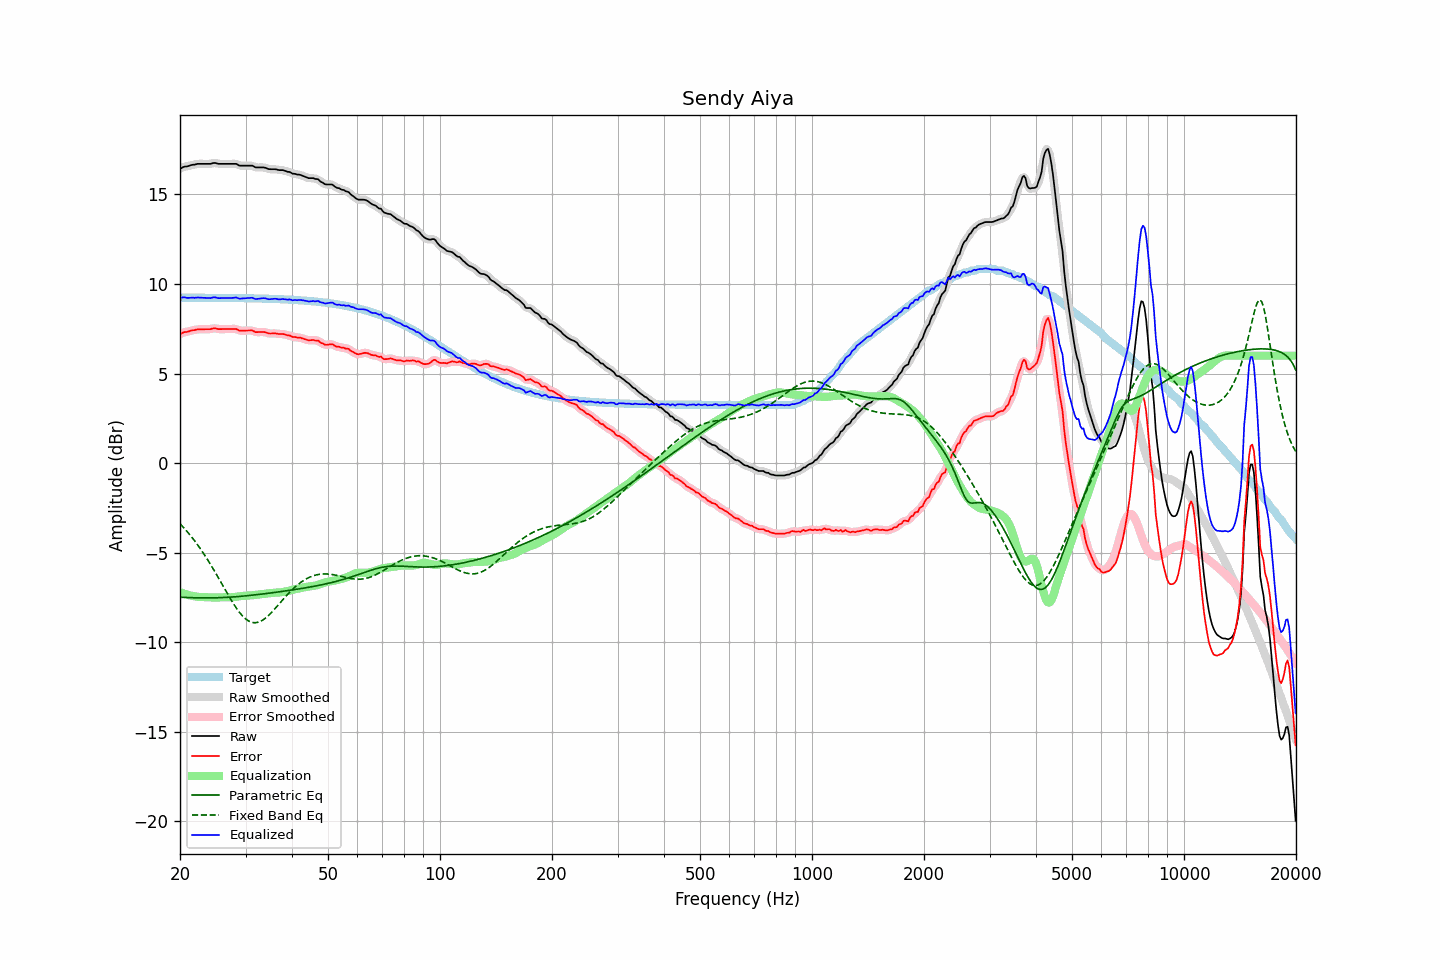 Sendy Aiya
Amplitude (dBr)
15
10
5
0
−5
−10
−15
−20
Target
Raw Smoothed
Error Smoothed
Raw
Error
Equalization
Parametric Eq
Fixed Band Eq
Equalized
20 50 100 200 500 1000 2000 5000 10000 20000
Frequency (Hz)